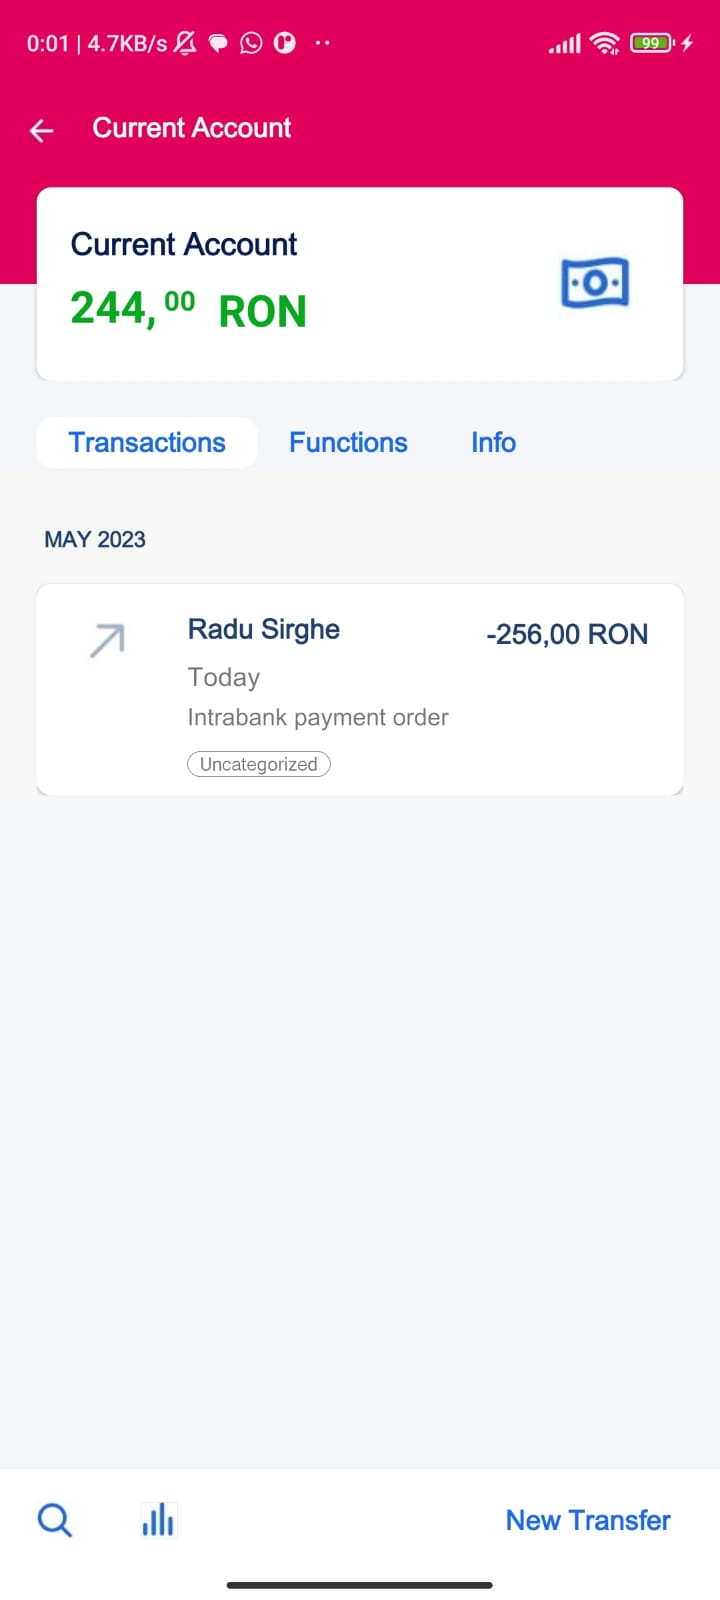 0:01 | 4.7KB/s
99
Current Account
Current Account
244,00 RON
Transactions Functions Info
MAY 2023
Radu Sirghe -256,00 RON
Today
Intrabank payment order
Uncategorized
New Transfer